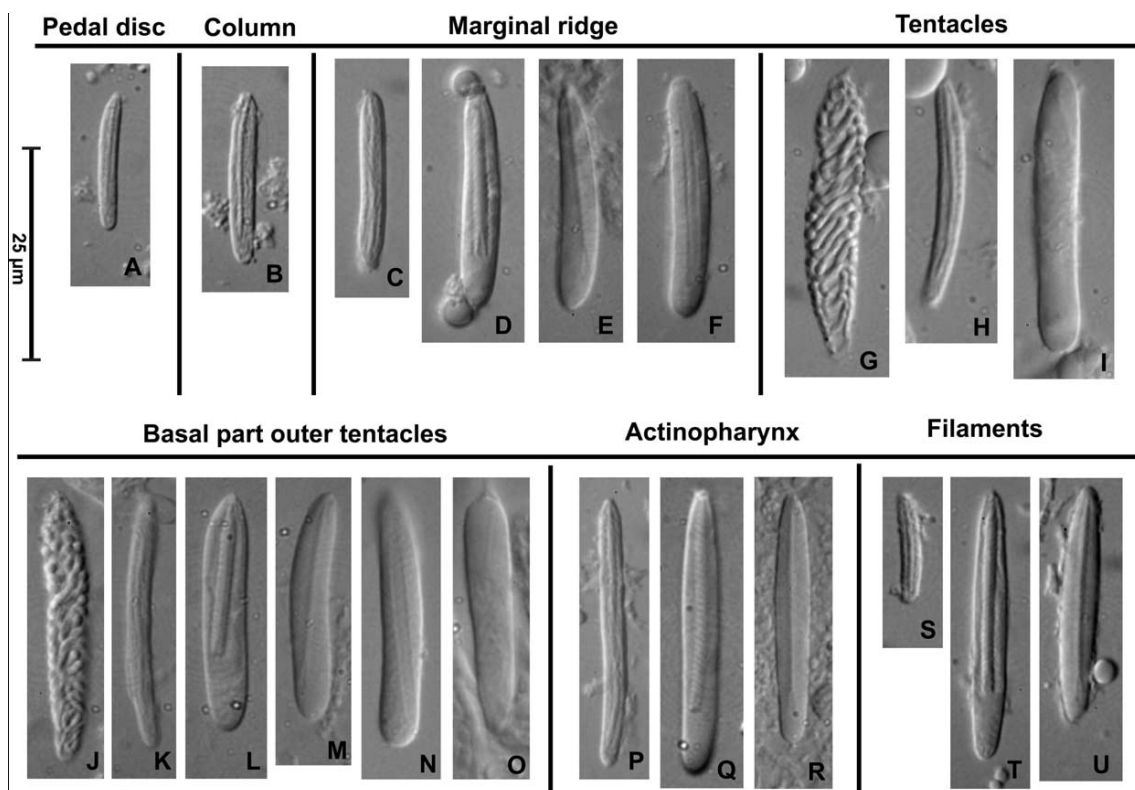 Pedal disc Column Marginal ridge Tentacles
25 µm
A B C D E F G H I
Basal part outer tentacles Actinopharynx Filaments
J K L M N O P Q R S T U